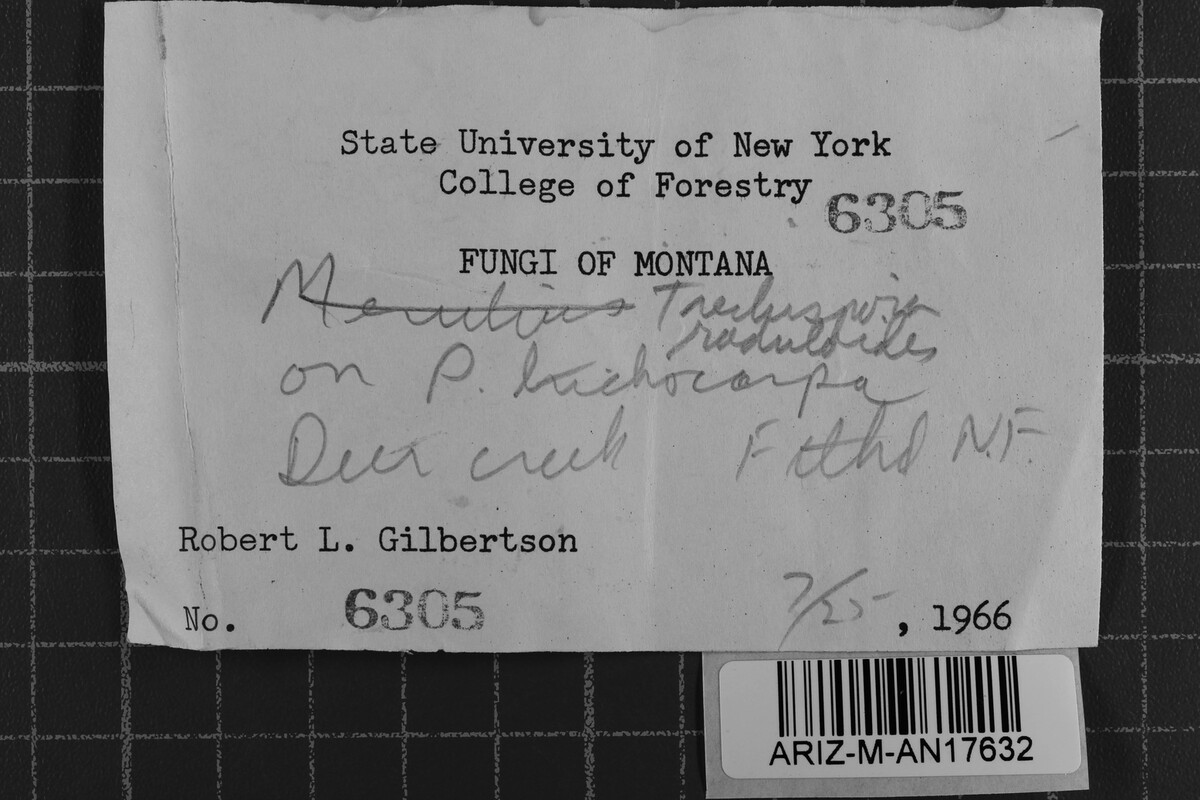 State University of New York
College of Forestry
6305
FUNGI OF MONTANA
Merulius Trechispora
raduloides
on P. trichocarpa
Deer creek Flthd N.F.
Robert L. Gilbertson
No. 6305 7/25, 1966
ARIZ-M-AN17632